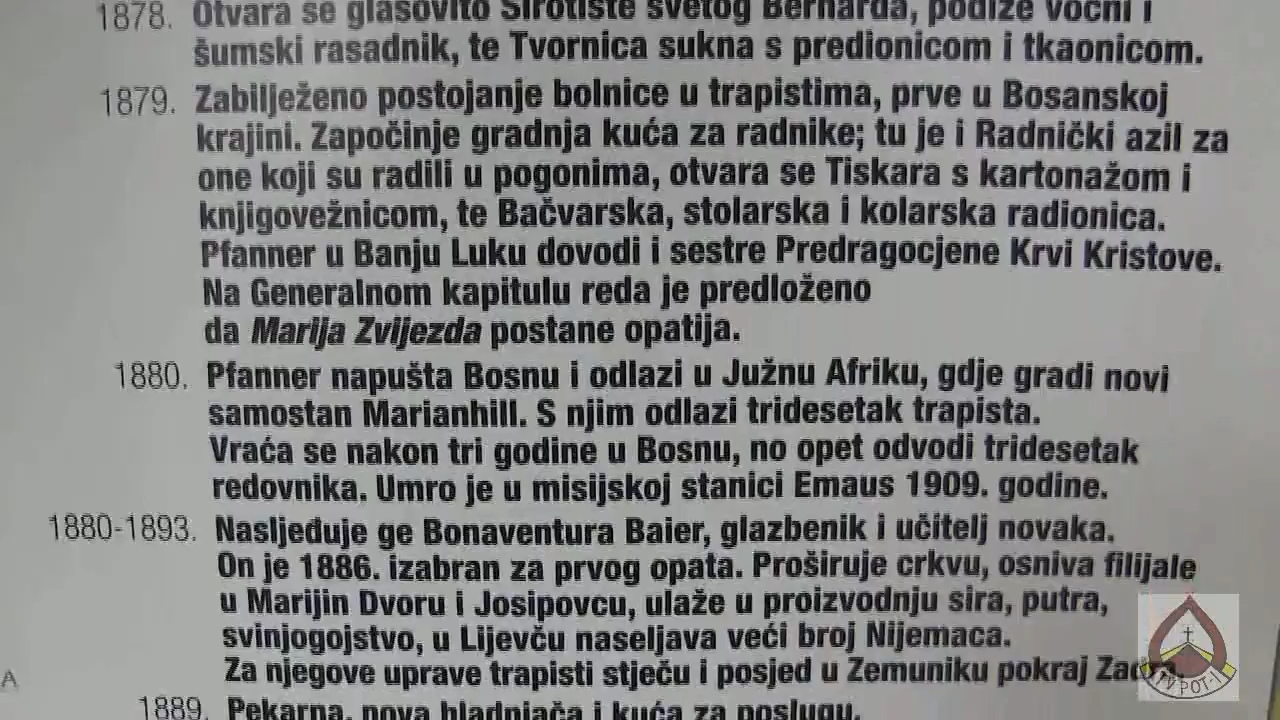 1878. Otvara se glasovito Sirotište svetog Bernarda, podiže voćni i
šumski rasadnik, te Tvornica sukna s predionicom i tkaonicom.
1879. Zabilježeno postojanje bolnice u trapistima, prve u Bosanskoj
krajini. Započinje gradnja kuća za radnike; tu je i Radnički azil za
one koji su radili u pogonima, otvara se Tiskara s kartonažom i
knjigovežnicom, te Bačvarska, stolarska i kolarska radionica.
Pfanner u Banju Luku dovodi i sestre Predragocjene Krvi Kristove.
Na Generalnom kapitulu reda je predloženo
da Marija Zvijezda postane opatija.
1880. Pfanner napušta Bosnu i odlazi u Južnu Afriku, gdje gradi novi
samostan Marianhill. S njim odlazi tridesetak trapista.
Vraća se nakon tri godine u Bosnu, no opet odvodi tridesetak
redovnika. Umro je u misijskoj stanici Emaus 1909. godine.
1880-1893. Nasljeđuje ge Bonaventura Baier, glazbenik i učitelj novaka.
On je 1886. izabran za prvog opata. Proširuje crkvu, osniva filijale
u Marijin Dvoru i Josipovcu, ulaže u proizvodnju sira, putra,
svinjogojstvo, u Lijevču naseljava veći broj Nijemaca.
Za njegove uprave trapisti stječu i posjed u Zemuniku pokraj Zadra.
1889. Pekarna, nova hladnjača i kuća za poslugu.
A
TV POT-I